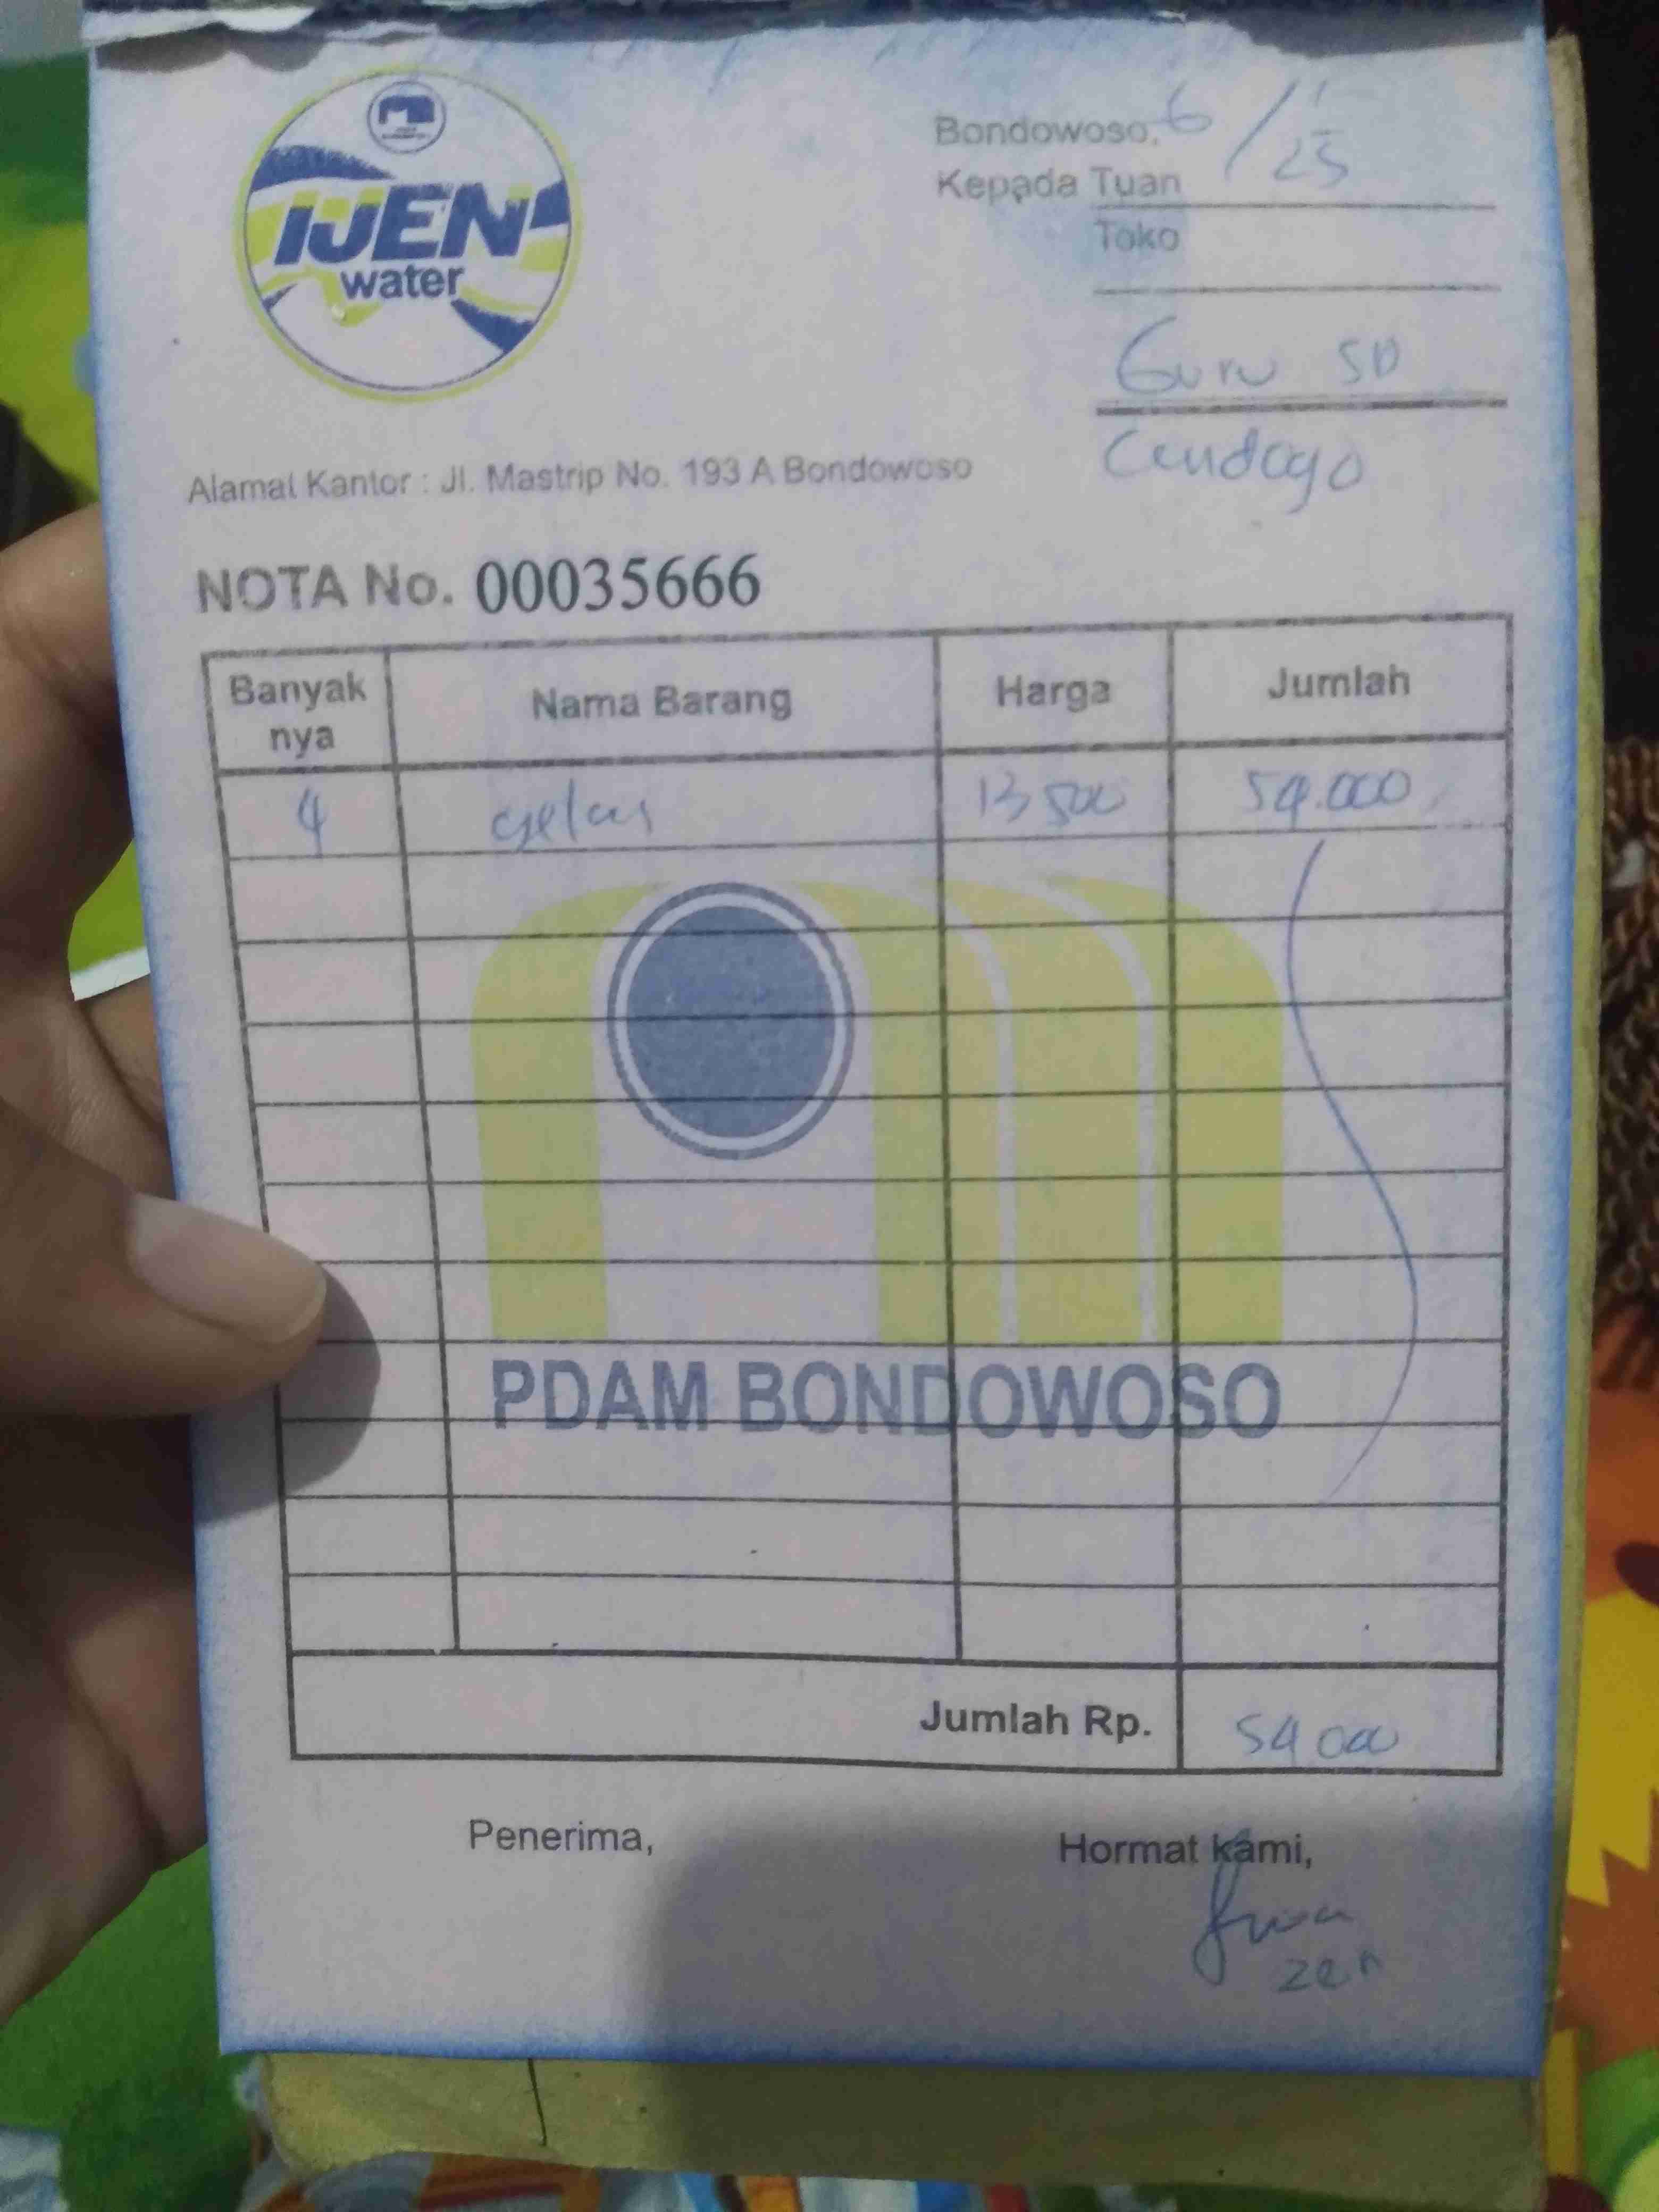 IJEN
water
Bondowoso, 6/1 25
Kepada Tuan
Toko
Guru SD
Cendogo
Alamat Kantor : Jl. Mastrip No. 193 A Bondowoso
NOTA No. 00035666
Banyak nya Nama Barang Harga Jumlah
4 gelas 13 500 54.000
PDAM BONDOWOSO
Jumlah Rp. 54 000
Penerima, Hormat kami,
zen